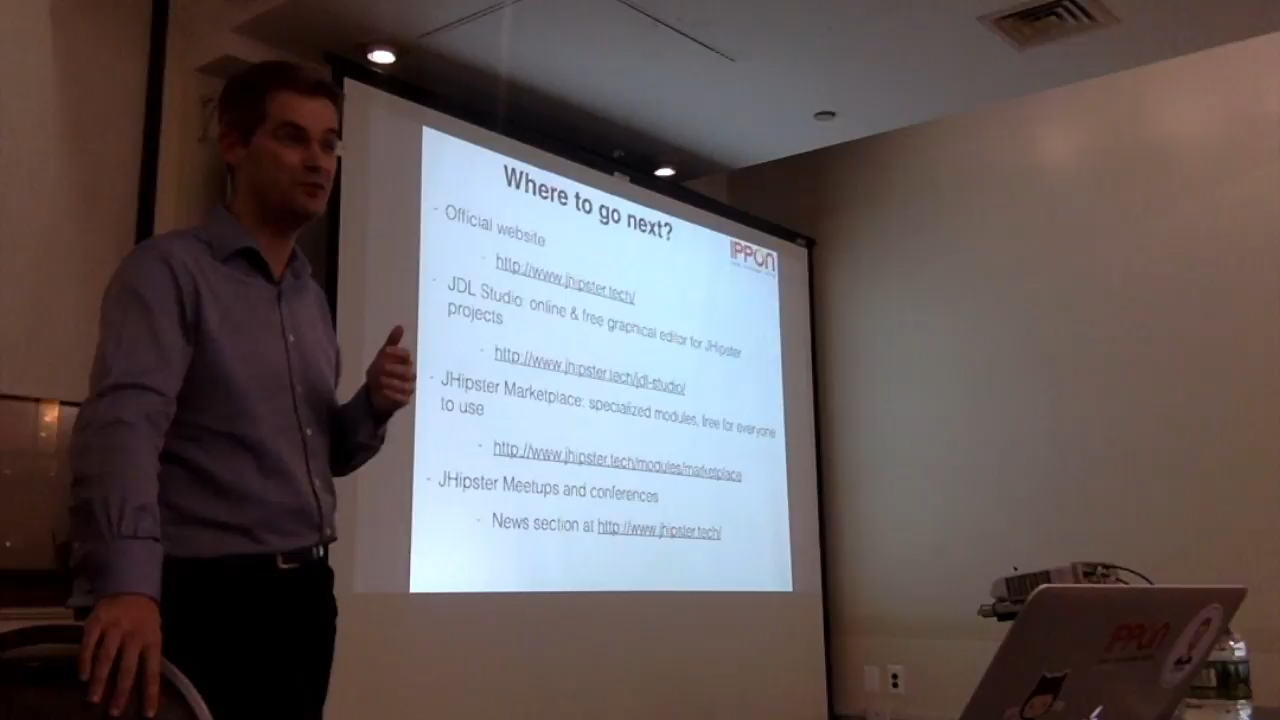 Where to go next?
IPPON
- Official website
- http://www.jhipster.tech/
- JDL Studio: online & free graphical editor for JHipster
projects
- http://www.jhipster.tech/jdl-studio/
- JHipster Marketplace: specialized modules, free for everyone
to use
- http://www.jhipster.tech/modules/marketplace
- JHipster Meetups and conferences
- News section at http://www.jhipster.tech/
IPPON